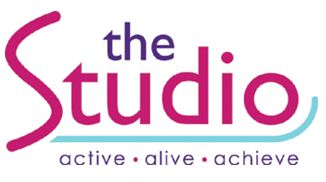 the
Studio
active • alive • achieve